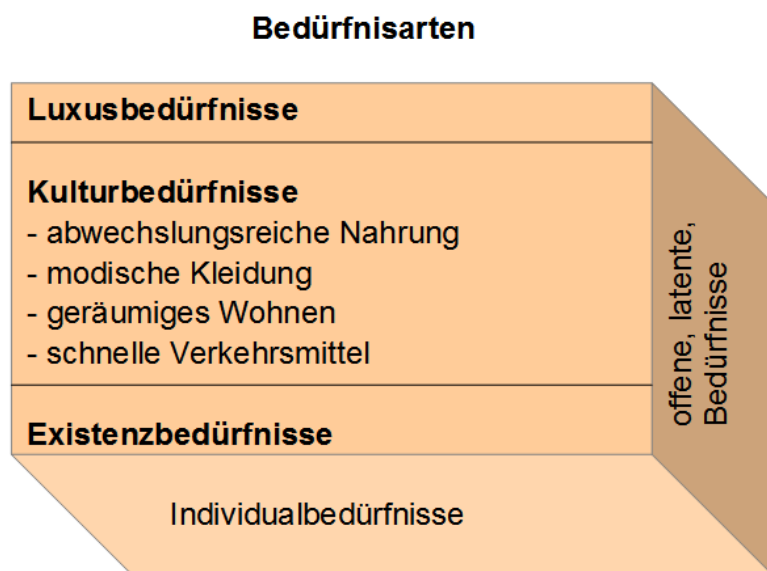 Bedürfnisarten
Luxusbedürfnisse
Kulturbedürfnisse
- abwechslungsreiche Nahrung
- modische Kleidung
- geräumiges Wohnen
- schnelle Verkehrsmittel
Existenzbedürfnisse
offene, latente,
Bedürfnisse
Individualbedürfnisse